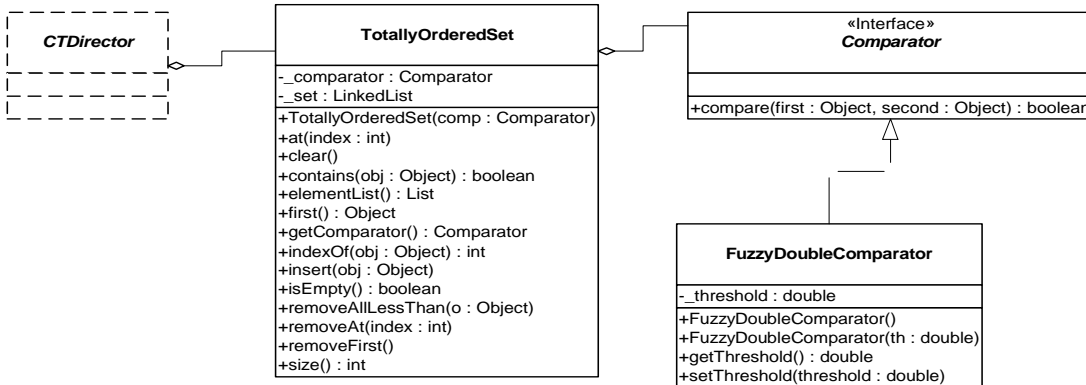 CTDirector
TotallyOrderedSet
-_comparator : Comparator
-_set : LinkedList
+TotallyOrderedSet(comp : Comparator)
+at(index : int)
+clear()
+contains(obj : Object) : boolean
+elementList() : List
+first() : Object
+getComparator() : Comparator
+indexOf(obj : Object) : int
+insert(obj : Object)
+isEmpty() : boolean
+removeAllLessThan(o : Object)
+removeAt(index : int)
+removeFirst()
+size() : int
«Interface»
Comparator
+compare(first : Object, second : Object) : boolean
FuzzyDoubleComparator
-_threshold : double
+FuzzyDoubleComparator()
+FuzzyDoubleComparator(th : double)
+getThreshold() : double
+setThreshold(threshold : double)